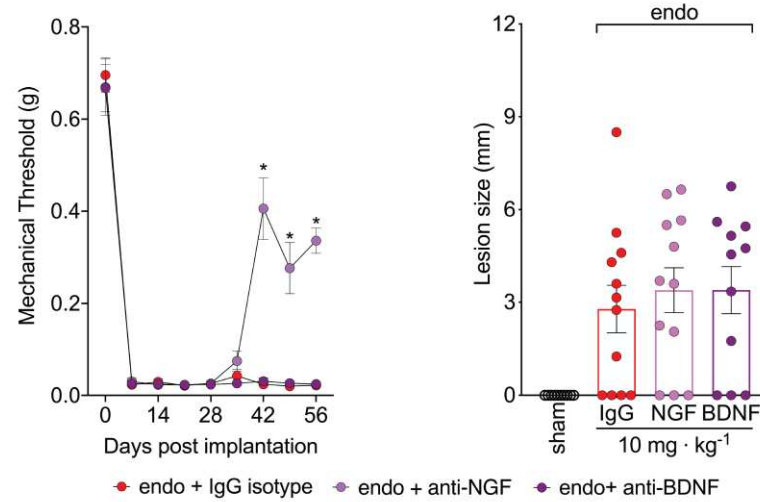 Mechanical Threshold (g)
0.8
0.6
0.4
0.2
0.0
*
*
*
0 14 28 42 56
Days post implantation
Lesion size (mm)
endo
12
9
6
3
0
sham
IgG NGF BDNF
10 mg · kg-1
endo + IgG isotype endo + anti-NGF endo+ anti-BDNF